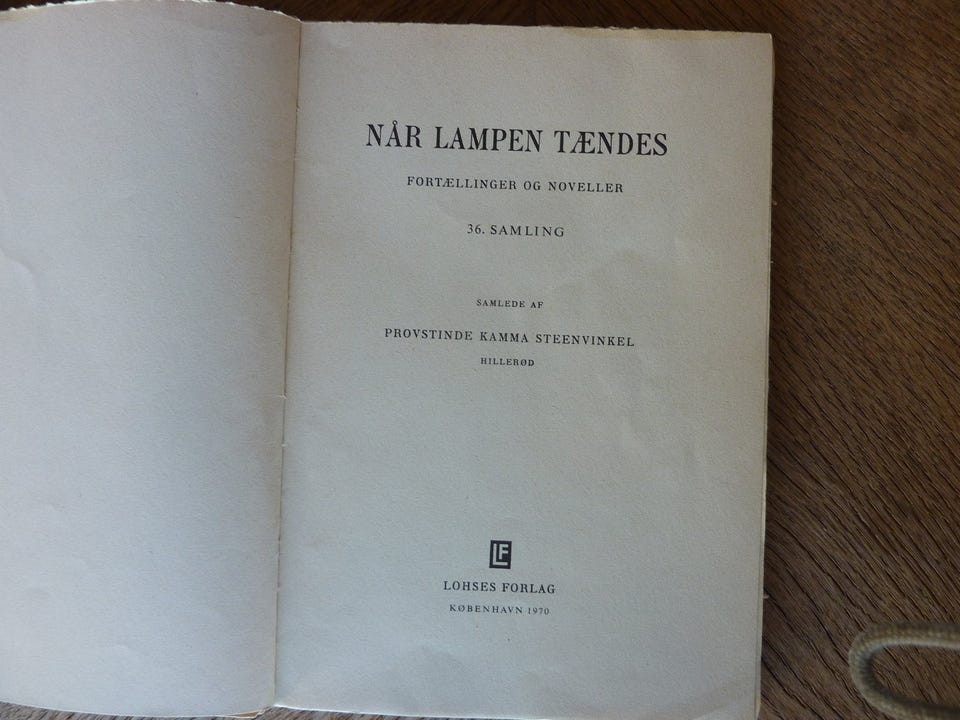 NÅR LAMPEN TÆNDES
FORTÆLLINGER OG NOVELLER
36. SAMLING
SAMLEDE AF
PROVSTINDE KAMMA STEENVINKEL
HILLERØD
LF
LOHSES FORLAG
KØBENHAVN 1970